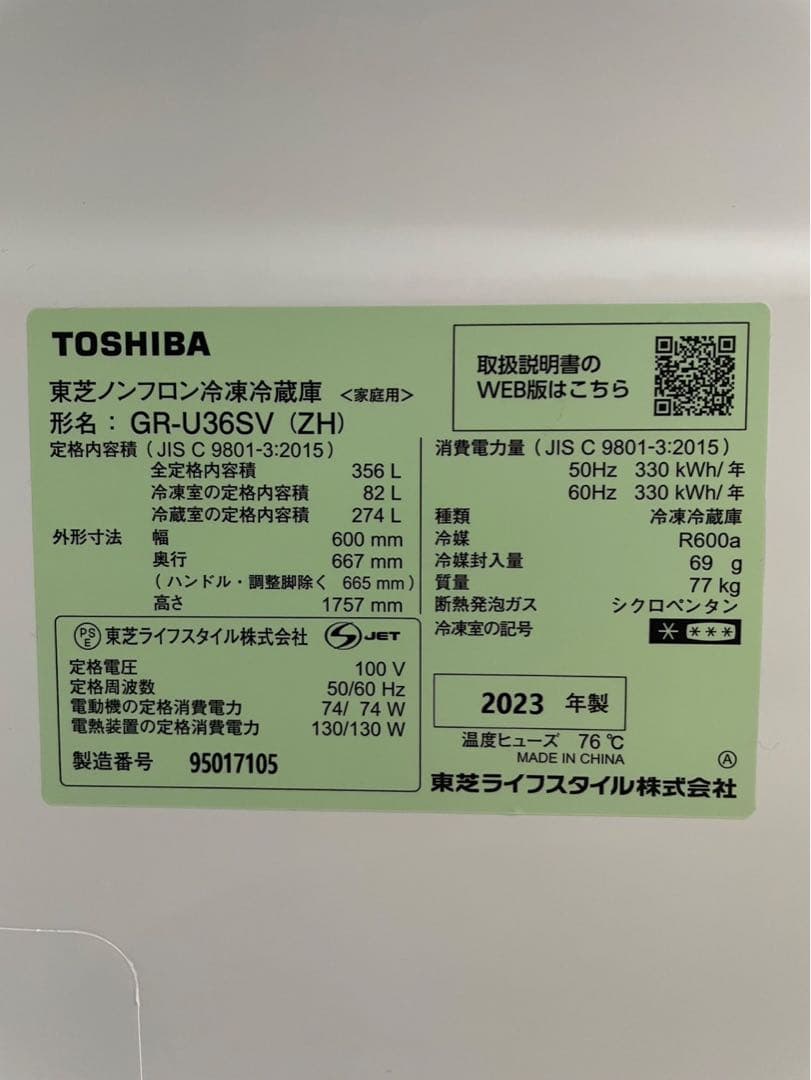 TOSHIBA
東芝ノンフロン冷凍冷蔵庫 <家庭用>
形名： GR-U36SV (ZH)
取扱説明書の
WEB版はこちら
定格内容積 ( JIS C 9801-3:2015 )
全定格内容積 356 L
冷凍室の定格内容積 82 L
冷蔵室の定格内容積 274 L
外形寸法 幅 600 mm
奥行 667 mm
( ハンドル・調整脚除く 665 mm )
高さ 1757 mm
PS E 東芝ライフスタイル株式会社 S JET
定格電圧 100 V
定格周波数 50/60 Hz
電動機の定格消費電力 74/ 74 W
電熱装置の定格消費電力 130/130 W
製造番号 95017105
消費電力量 ( JIS C 9801-3:2015 )
50Hz 330 kWh/ 年
60Hz 330 kWh/ 年
種類 冷凍冷蔵庫
冷媒 R600a
冷媒封入量 69 g
質量 77 kg
断熱発泡ガス シクロペンタン
冷凍室の記号 * ***
2023 年製
温度ヒューズ 76 ℃
MADE IN CHINA
Ⓐ
東芝ライフスタイル株式会社